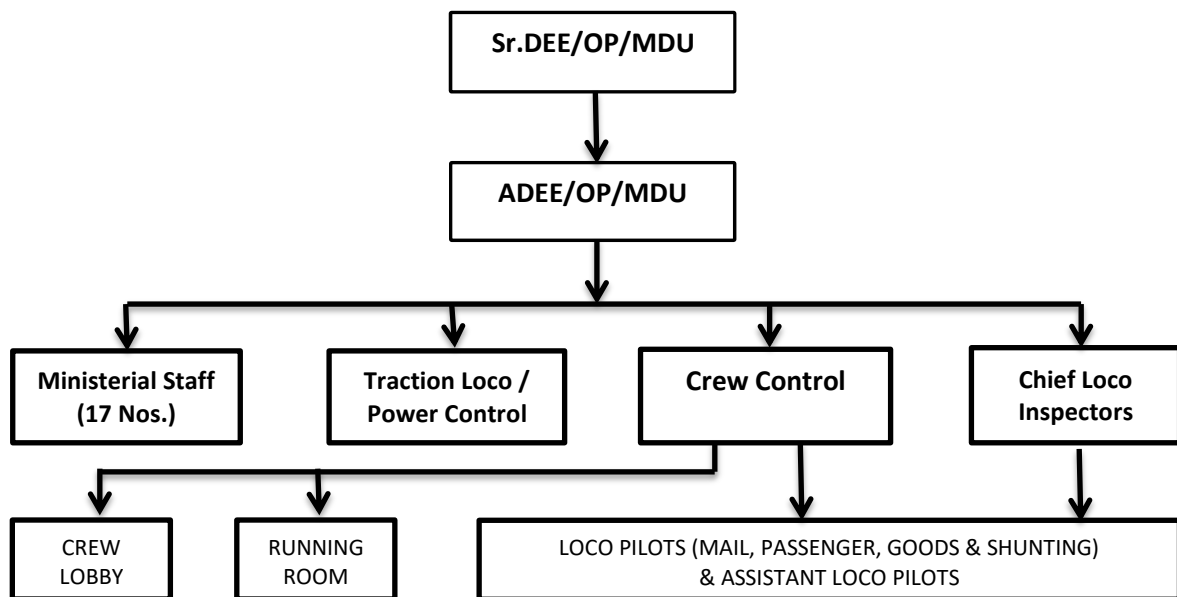 Sr.DEE/OP/MDU
ADEE/OP/MDU
Ministerial Staff
(17 Nos.)
Traction Loco /
Power Control
Crew Control
Chief Loco
Inspectors
CREW
LOBBY
RUNNING
ROOM
LOCO PILOTS (MAIL, PASSENGER, GOODS & SHUNTING)
& ASSISTANT LOCO PILOTS